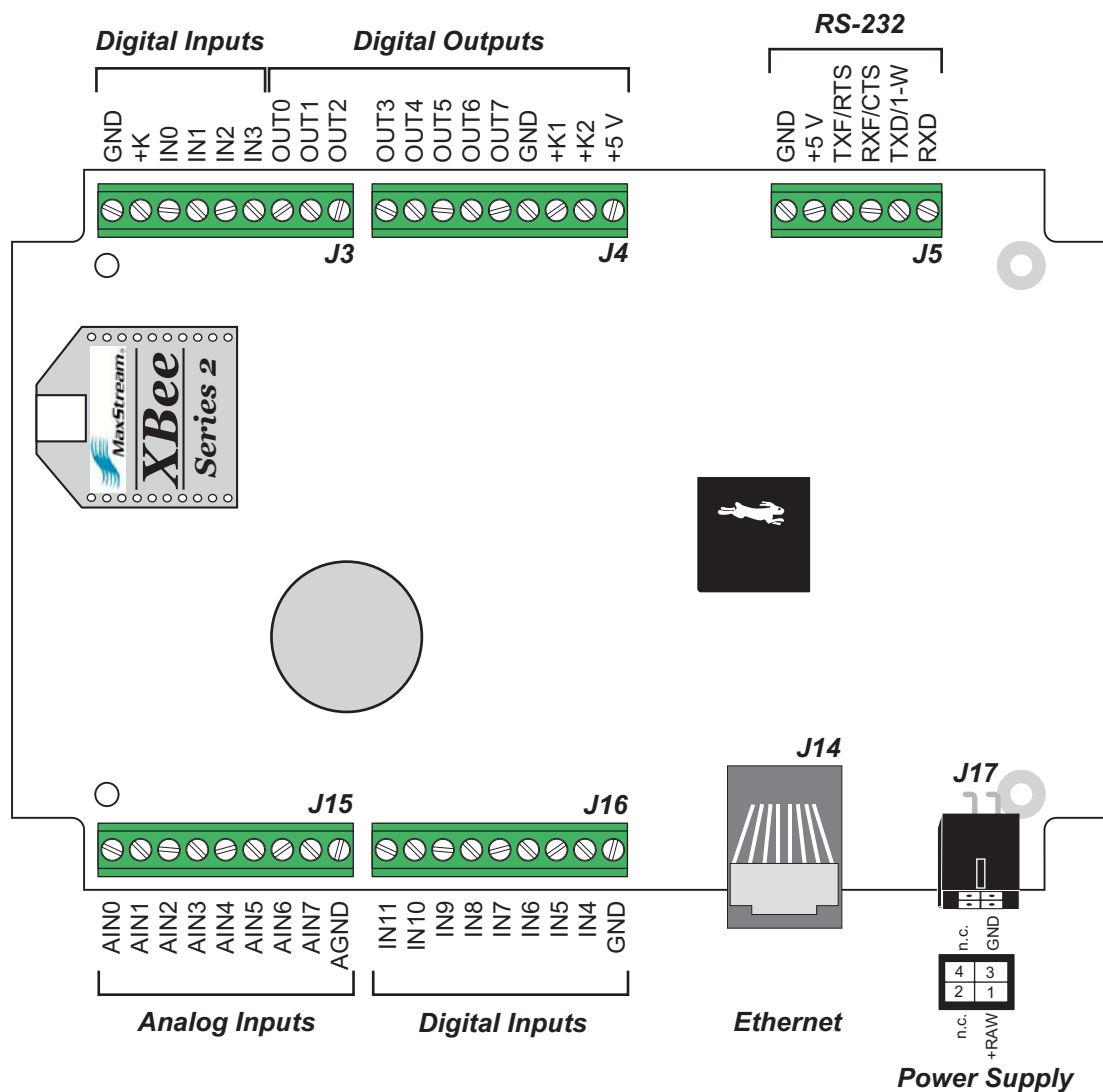 Digital Inputs
Digital Outputs
RS-232
GND
+K
IN0
IN1
IN2
IN3
OUT0
OUT1
OUT2
OUT3
OUT4
OUT5
OUT6
OUT7
GND
+K1
+K2
+5 V
GND
+5 V
TXF/RTS
RXF/CTS
TXD/1-W
RXD
J3
J4
J5
MaxStream®
XBee
Series 2
J14
J17
J15
J16
AIN0
AIN1
AIN2
AIN3
AIN4
AIN5
AIN6
AIN7
AGND
IN11
IN10
IN9
IN8
IN7
IN6
IN5
IN4
GND
n.c.
GND
4 3
2 1
n.c.
+RAW
Analog Inputs
Digital Inputs
Ethernet
Power Supply